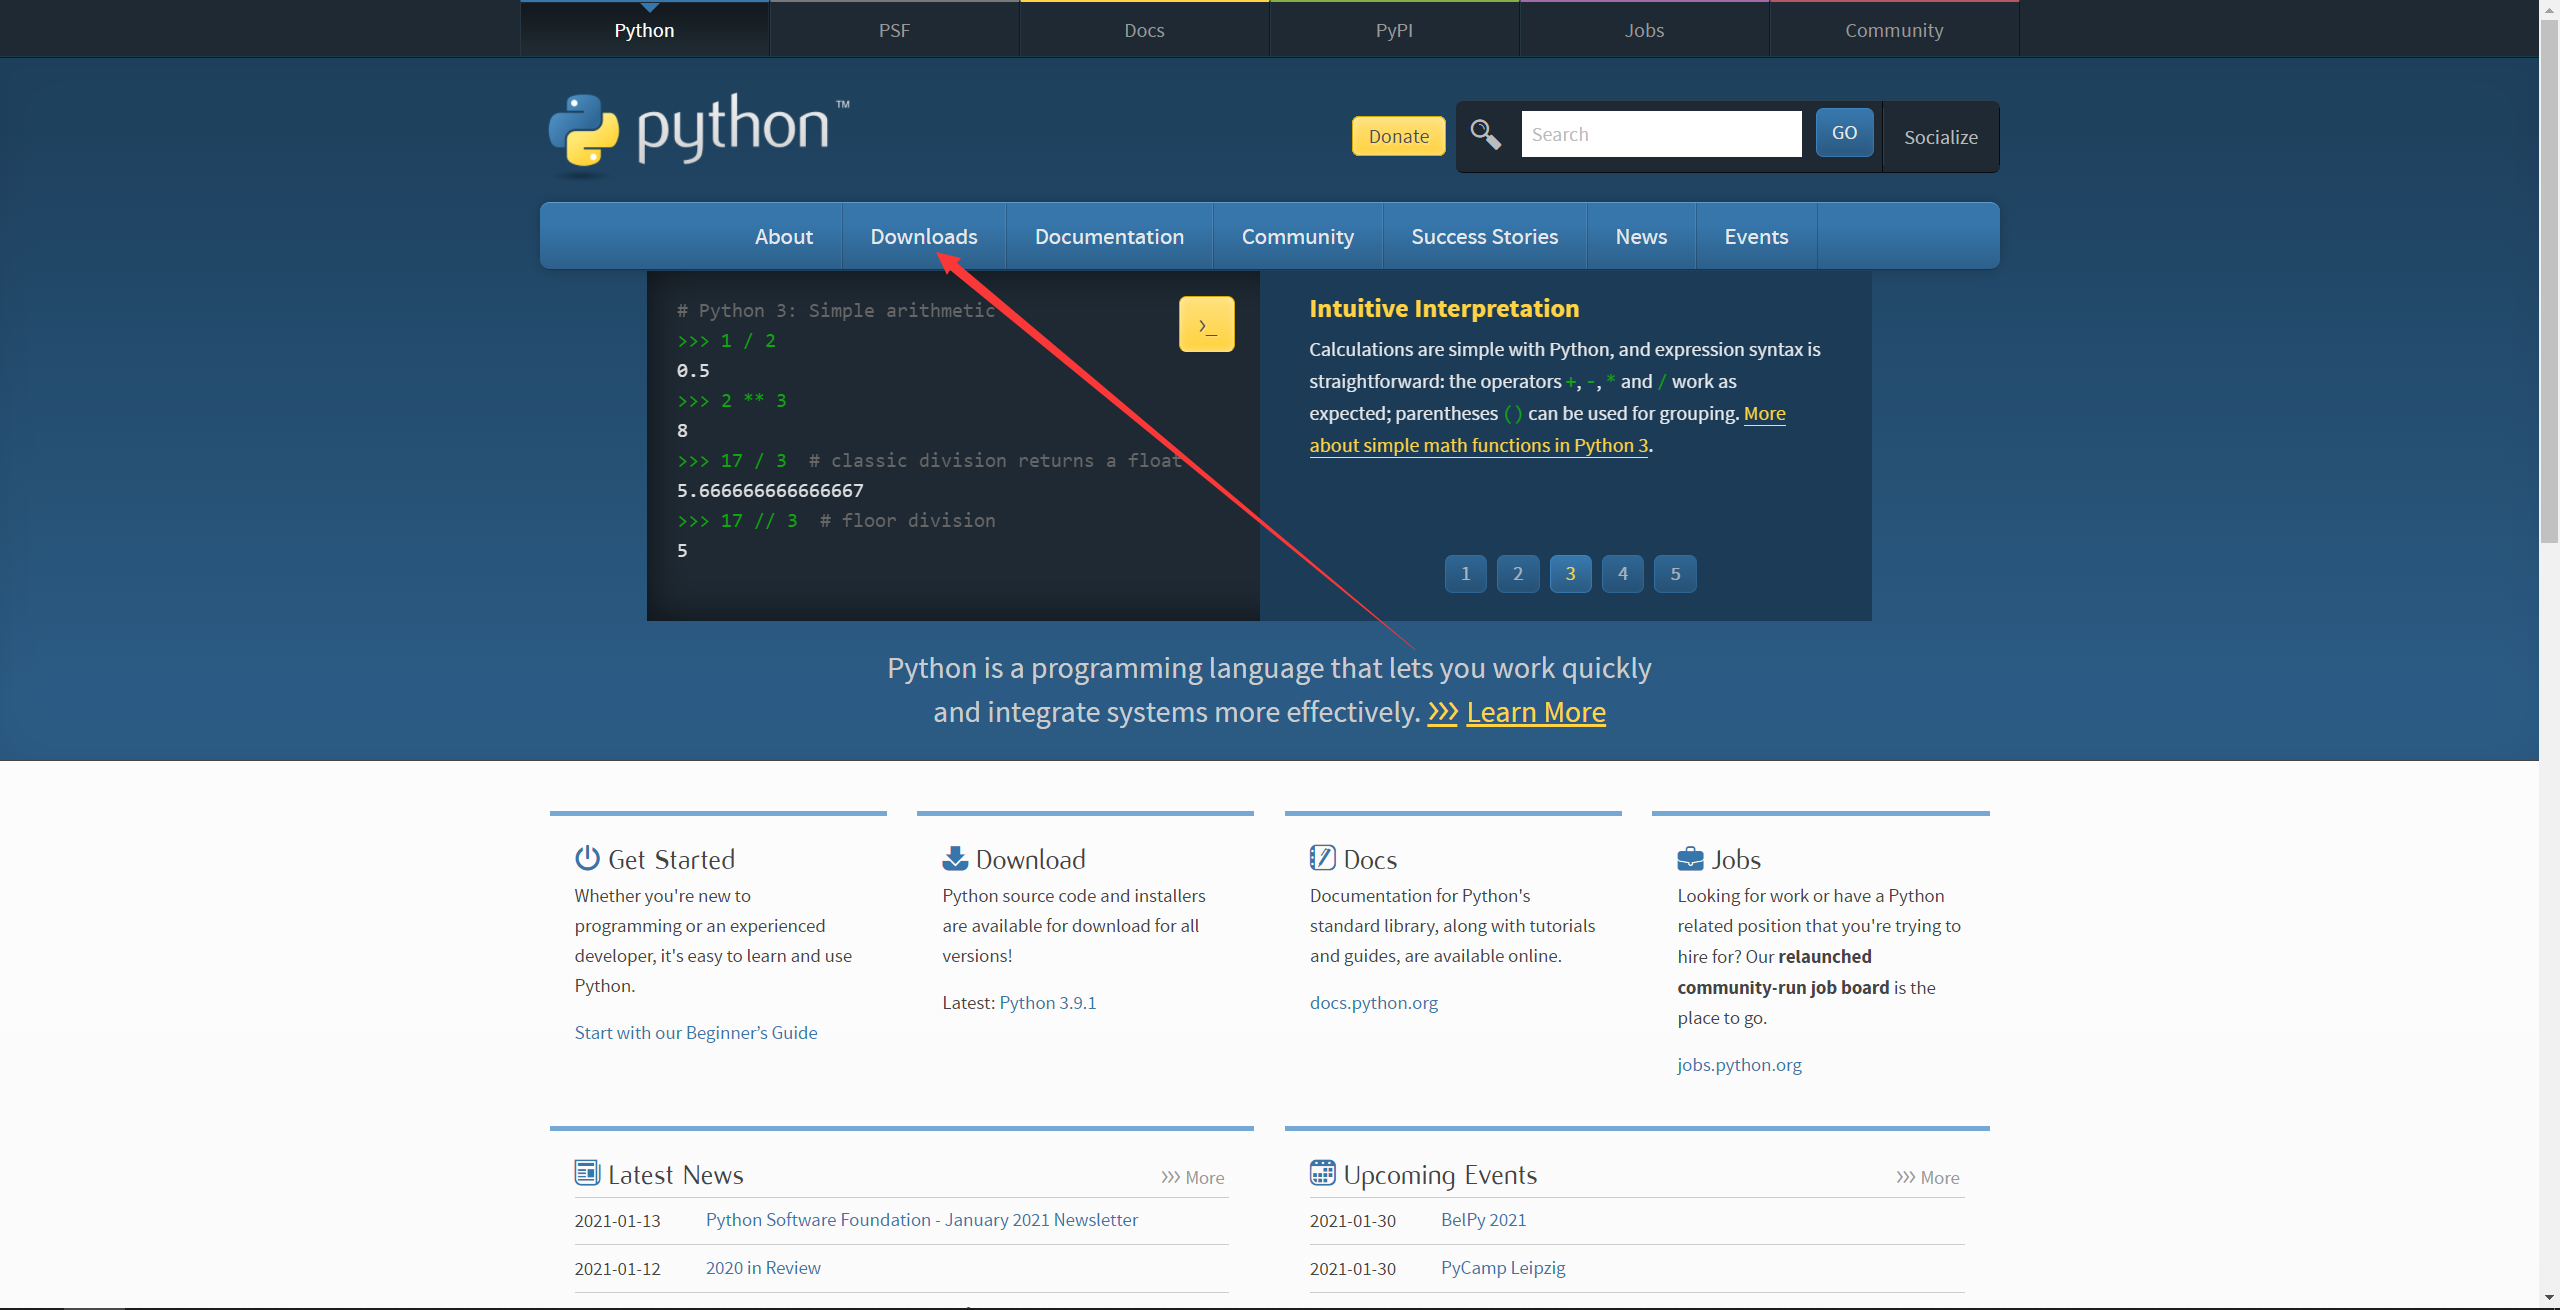 Python
PSF
Docs
PyPI
Jobs
Community
python™
Donate
Search
GO
Socialize
About
Downloads
Documentation
Community
Success Stories
News
Events
# Python 3: Simple arithmetic
>>> 1 / 2
0.5
>>> 2 ** 3
8
>>> 17 / 3  # classic division returns a float
5.666666666666667
>>> 17 // 3  # floor division
5
>_
Intuitive Interpretation
Calculations are simple with Python, and expression syntax is
straightforward: the operators +, -, * and / work as
expected; parentheses () can be used for grouping. More
about simple math functions in Python 3.
1
2
3
4
5
Python is a programming language that lets you work quickly
and integrate systems more effectively. >>> Learn More
Get Started
Whether you're new to
programming or an experienced
developer, it's easy to learn and use
Python.
Start with our Beginner’s Guide
Download
Python source code and installers
are available for download for all
versions!
Latest: Python 3.9.1
Docs
Documentation for Python's
standard library, along with tutorials
and guides, are available online.
docs.python.org
Jobs
Looking for work or have a Python
related position that you're trying to
hire for? Our relaunched
community-run job board is the
place to go.
jobs.python.org
Latest News
>>> More
2021-01-13 Python Software Foundation - January 2021 Newsletter
2021-01-12 2020 in Review
Upcoming Events
>>> More
2021-01-30 BelPy 2021
2021-01-30 PyCamp Leipzig